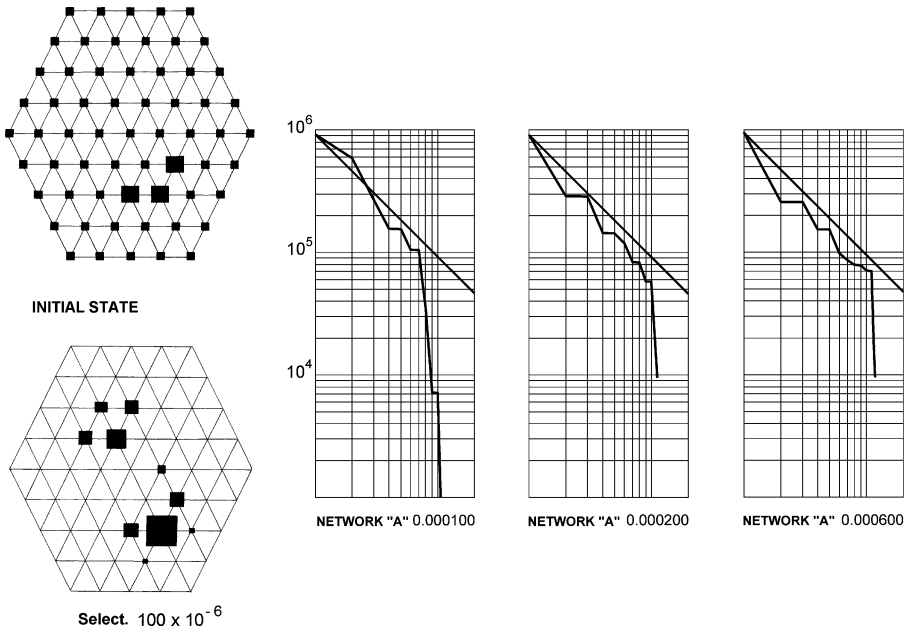 10^6
10^5
10^4
INITIAL STATE
NETWORK "A" 0.000100
NETWORK "A" 0.000200
NETWORK "A" 0.000600
Select. 100 x 10^-6